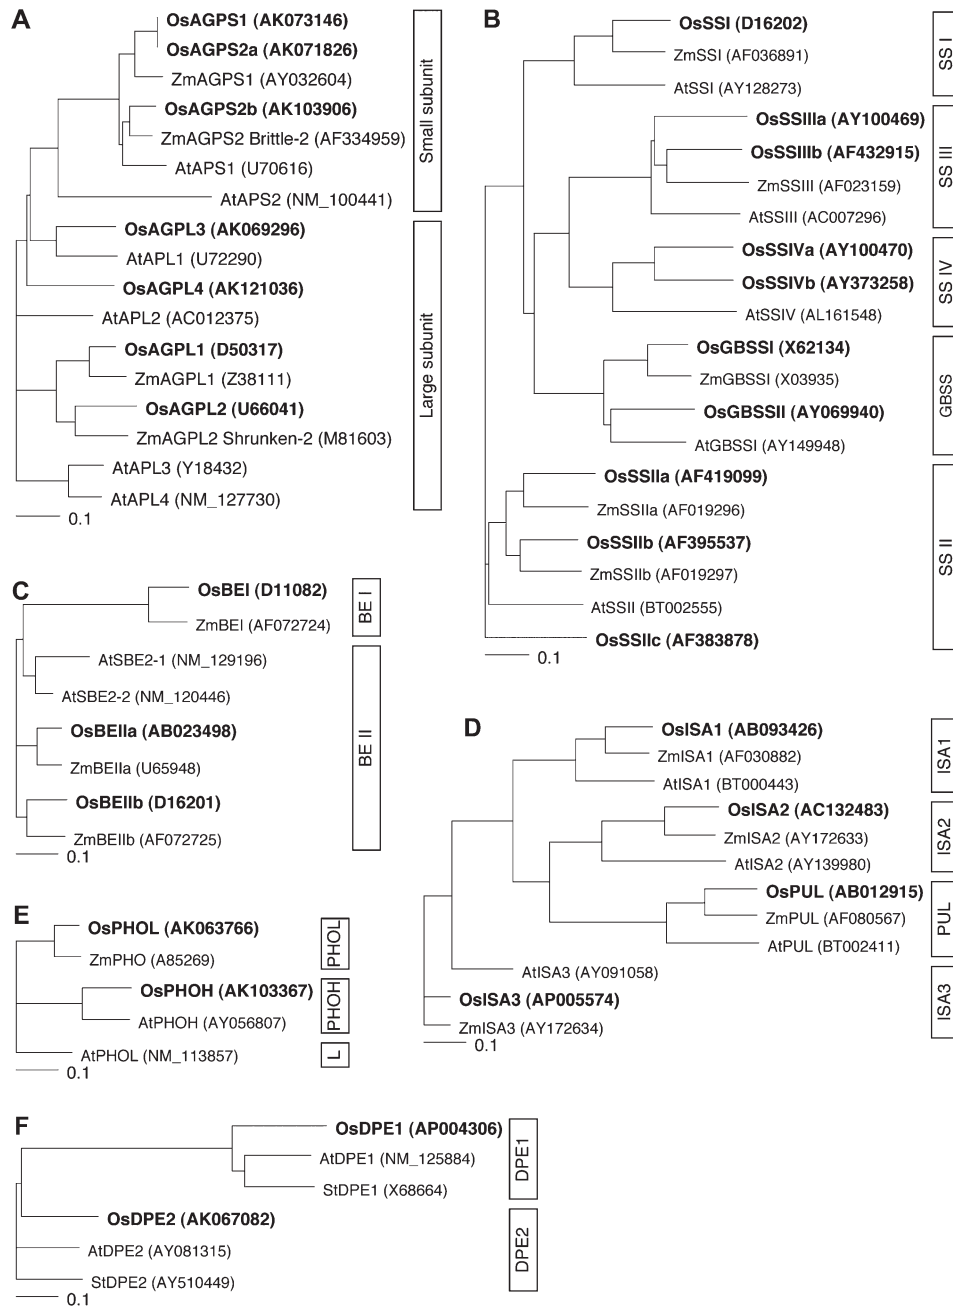 A
OsAGPS1 (AK073146)
OsAGPS2a (AK071826)
ZmAGPS1 (AY032604)
OsAGPS2b (AK103906)
ZmAGPS2 Brittle-2 (AF334959)
AtAPS1 (U70616)
AtAPS2 (NM_100441)
Small subunit
OsAGPL3 (AK069296)
AtAPL1 (U72290)
OsAGPL4 (AK121036)
AtAPL2 (AC012375)
OsAGPL1 (D50317)
ZmAGPL1 (Z38111)
OsAGPL2 (U66041)
ZmAGPL2 Shrunken-2 (M81603)
AtAPL3 (Y18432)
AtAPL4 (NM_127730)
Large subunit
0.1
B
OsSSI (D16202)
ZmSSI (AF036891)
AtSSI (AY128273)
SS I
OsSSIIIa (AY100469)
OsSSIIIb (AF432915)
ZmSSIII (AF023159)
AtSSIII (AC007296)
SS III
OsSSIVa (AY100470)
OsSSIVb (AY373258)
AtSSIV (AL161548)
SS IV
OsGBSSI (X62134)
ZmGBSSI (X03935)
OsGBSSII (AY069940)
AtGBSSI (AY149948)
GBSS
OsSSIIa (AF419099)
ZmSSIIa (AF019296)
OsSSIIb (AF395537)
ZmSSIIb (AF019297)
AtSSII (BT002555)
OsSSIIc (AF383878)
SS II
0.1
C
OsBEI (D11082)
ZmBEI (AF072724)
BE I
AtSBE2-1 (NM_129196)
AtSBE2-2 (NM_120446)
OsBEIIa (AB023498)
ZmBEIIa (U65948)
OsBEIIb (D16201)
ZmBEIIb (AF072725)
BE II
0.1
D
OsISA1 (AB093426)
ZmISA1 (AF030882)
AtISA1 (BT000443)
ISA1
OsISA2 (AC132483)
ZmISA2 (AY172633)
AtISA2 (AY139980)
ISA2
OsPUL (AB012915)
ZmPUL (AF080567)
AtPUL (BT002411)
PUL
AtISA3 (AY091058)
OsISA3 (AP005574)
ZmISA3 (AY172634)
ISA3
0.1
E
OsPHOL (AK063766)
ZmPHO (A85269)
PHOL
OsPHOH (AK103367)
AtPHOH (AY056807)
PHOH
AtPHOL (NM_113857)
L
0.1
F
OsDPE1 (AP004306)
AtDPE1 (NM_125884)
StDPE1 (X68664)
DPE1
OsDPE2 (AK067082)
AtDPE2 (AY081315)
StDPE2 (AY510449)
DPE2
0.1